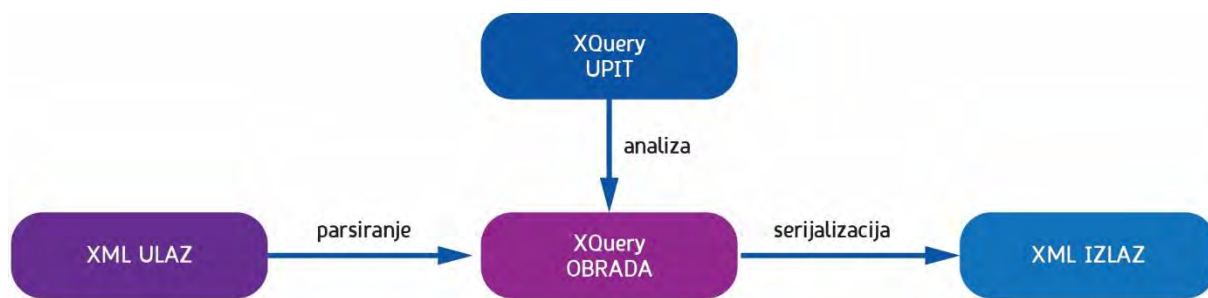 XQuery
UPIT
analiza
XML ULAZ
parsiranje
XQuery
OBRADA
serijalizacija
XML IZLAZ